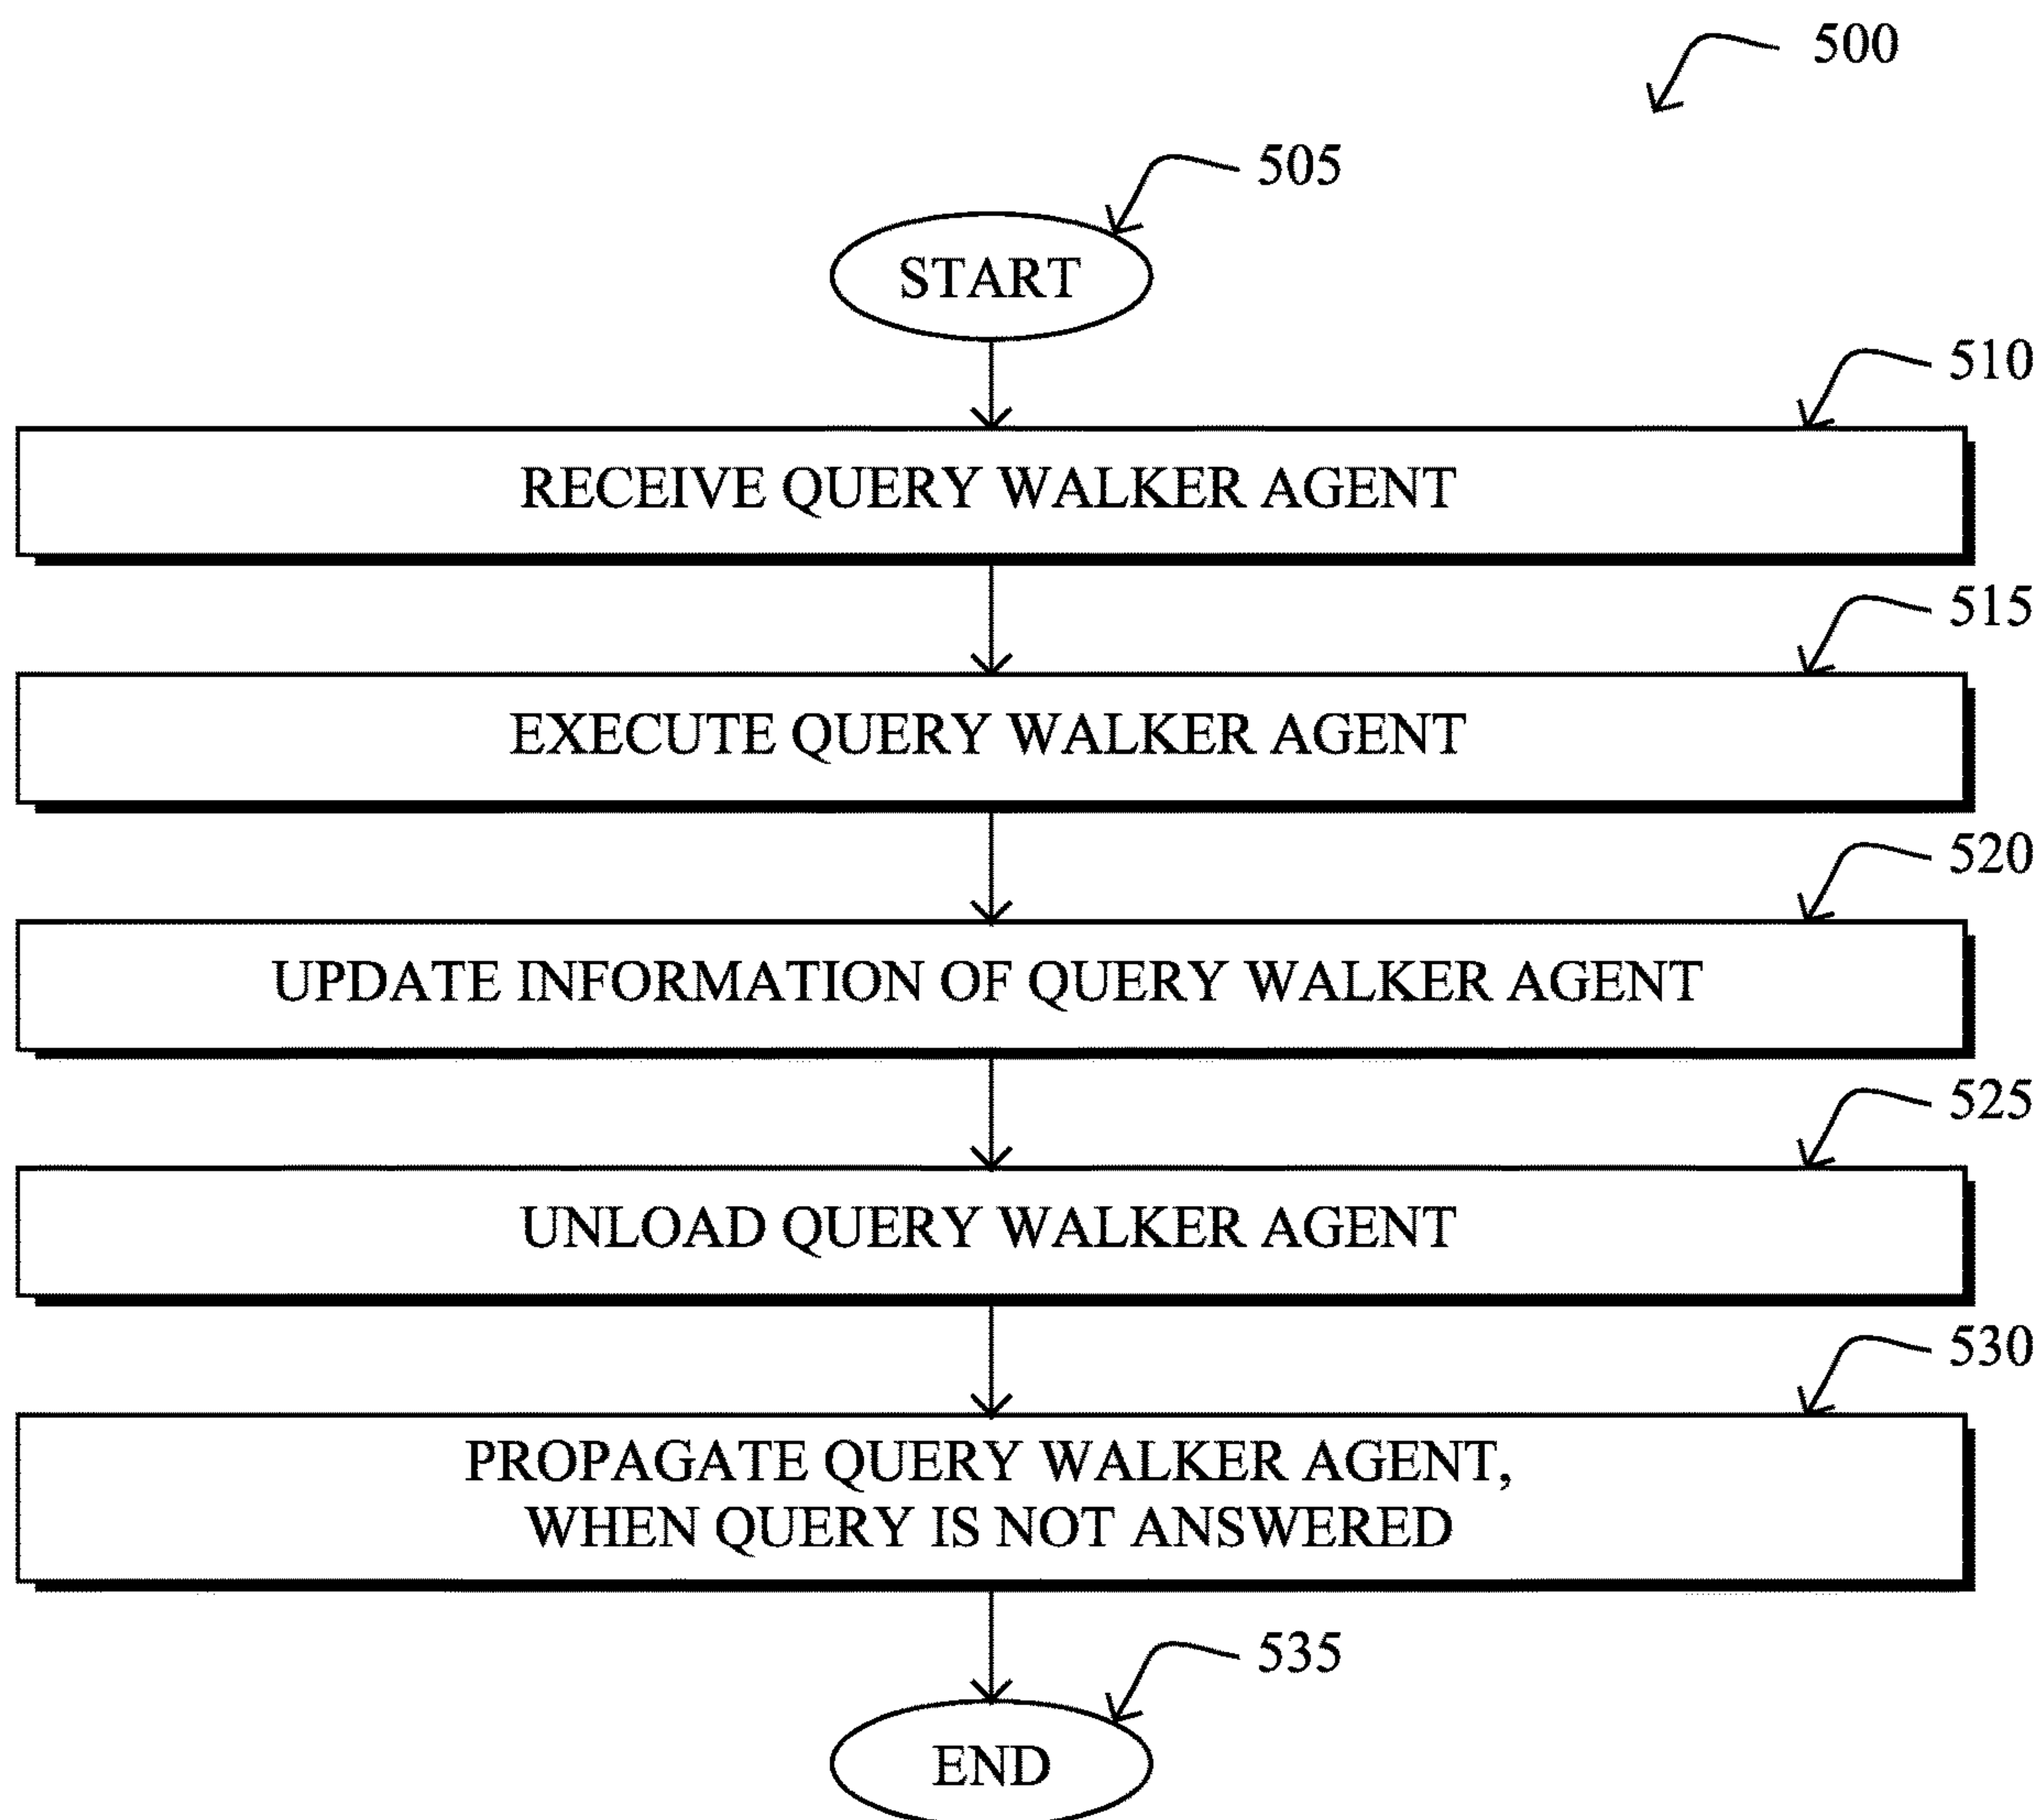 500
505
START
510
RECEIVE QUERY WALKER AGENT
515
EXECUTE QUERY WALKER AGENT
520
UPDATE INFORMATION OF QUERY WALKER AGENT
525
UNLOAD QUERY WALKER AGENT
530
PROPAGATE QUERY WALKER AGENT,
WHEN QUERY IS NOT ANSWERED
535
END